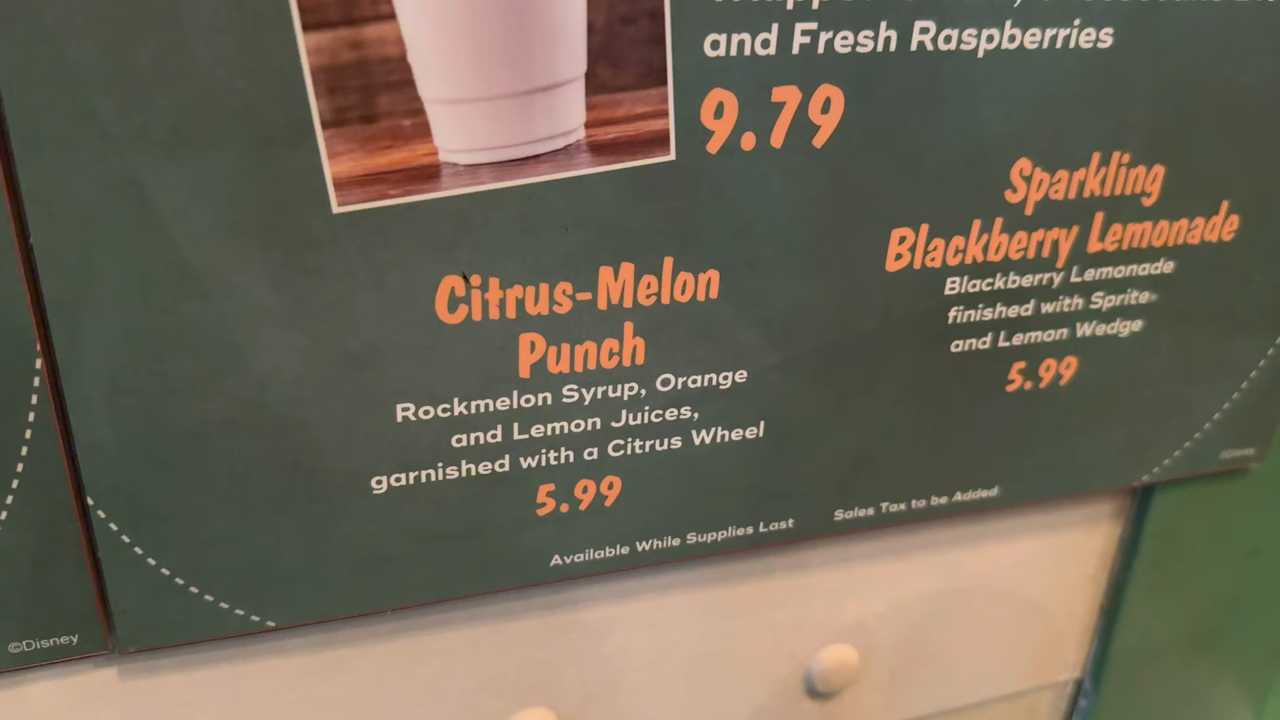 and Fresh Raspberries
9.79
Sparkling
Blackberry Lemonade
Blackberry Lemonade
finished with Sprite
and Lemon Wedge
5.99
Citrus-Melon
Punch
Rockmelon Syrup, Orange
and Lemon Juices,
garnished with a Citrus Wheel
5.99
Available While Supplies Last
Sales Tax to be Added
©Disney